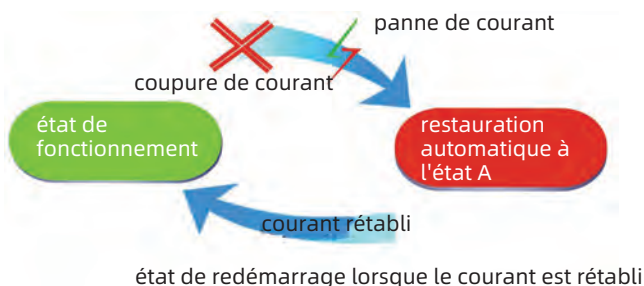 panne de courant
coupure de courant
état de
fonctionnement
restauration
automatique à
l'état A
courant rétabli
état de redémarrage lorsque le courant est rétabli